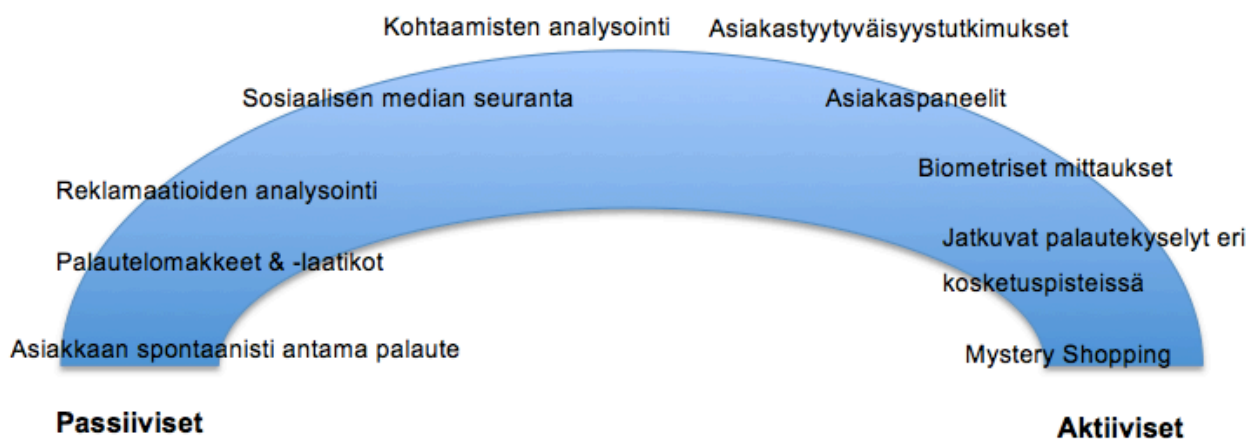 Kohtaamisten analysointi
Asiakastyytyväisyystutkimukset
Sosiaalisen median seuranta
Asiakaspaneelit
Biometriset mittaukset
Reklamaatioiden analysointi
Jatkuvat palautekyselyt eri
kosketuspisteissä
Palautelomakkeet & -laatikot
Asiakkaan spontaanisti antama palaute
Mystery Shopping
Passiiviset
Aktiiviset